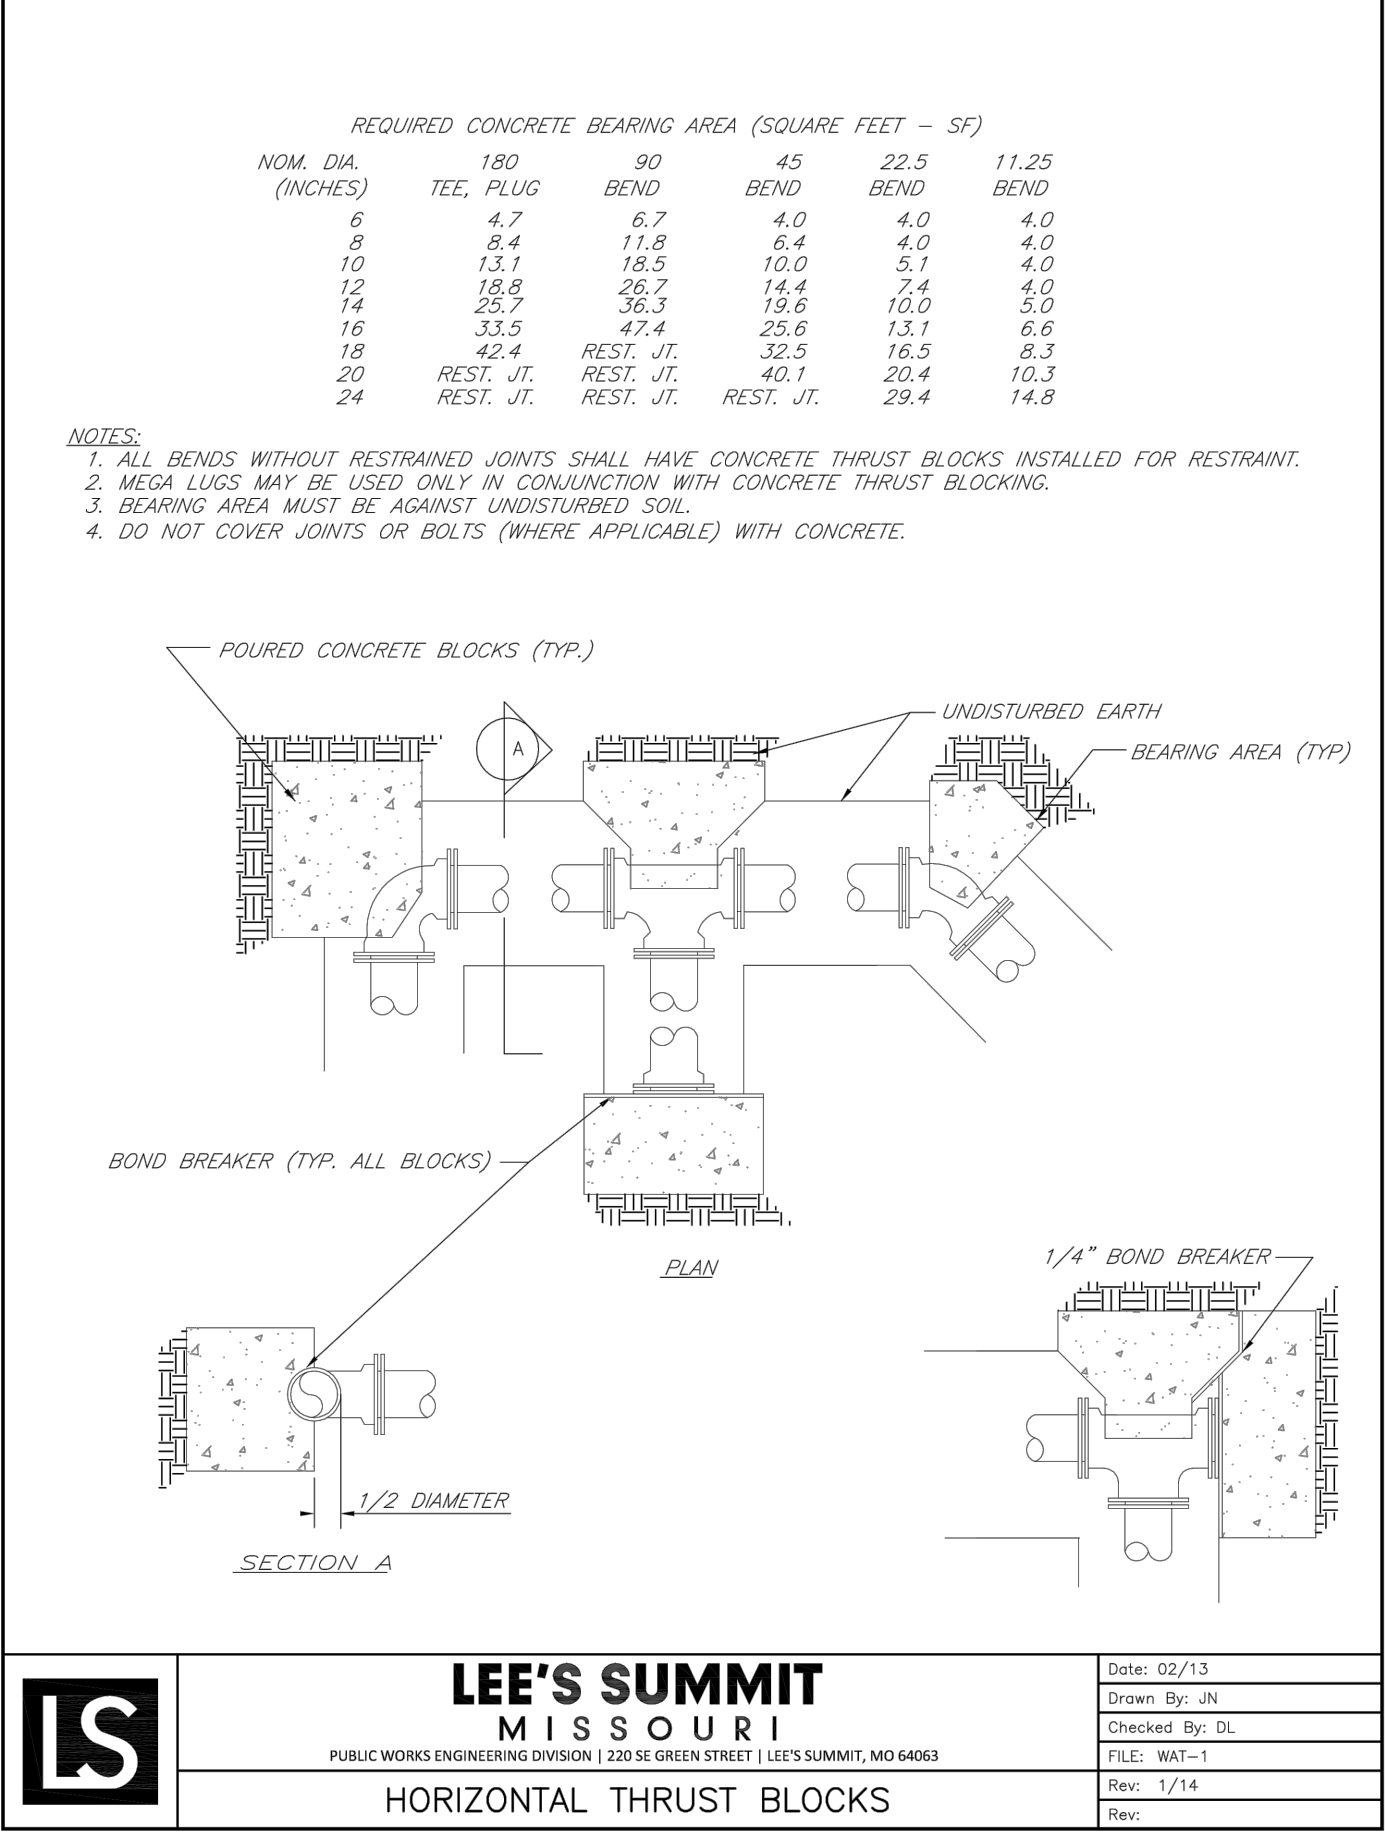 REQUIRED CONCRETE BEARING AREA (SQUARE FEET - SF)
NOM. DIA. 180 90 45 22.5 11.25
(INCHES) TEE, PLUG BEND BEND BEND BEND
6 4.7 6.7 4.0 4.0 4.0
8 8.4 11.8 6.4 4.0 4.0
10 13.1 18.5 10.0 5.1 4.0
12 18.8 26.7 14.4 7.4 4.0
14 25.7 36.3 19.6 10.0 5.0
16 33.5 47.4 25.6 13.1 6.6
18 42.4 REST. JT. 32.5 16.5 8.3
20 REST. JT. REST. JT. 40.1 20.4 10.3
24 REST. JT. REST. JT. REST. JT. 29.4 14.8
NOTES:
1. ALL BENDS WITHOUT RESTRAINED JOINTS SHALL HAVE CONCRETE THRUST BLOCKS INSTALLED FOR RESTRAINT.
2. MEGA LUGS MAY BE USED ONLY IN CONJUNCTION WITH CONCRETE THRUST BLOCKING.
3. BEARING AREA MUST BE AGAINST UNDISTURBED SOIL.
4. DO NOT COVER JOINTS OR BOLTS (WHERE APPLICABLE) WITH CONCRETE.
POURED CONCRETE BLOCKS (TYP.)
UNDISTURBED EARTH
A
BEARING AREA (TYP)
BOND BREAKER (TYP. ALL BLOCKS)
PLAN
1/4" BOND BREAKER
1/2 DIAMETER
SECTION A
LS
LEE'S SUMMIT
MISSOURI
PUBLIC WORKS ENGINEERING DIVISION | 220 SE GREEN STREET | LEE'S SUMMIT, MO 64063
HORIZONTAL THRUST BLOCKS
Date: 02/13
Drawn By: JN
Checked By: DL
FILE: WAT-1
Rev: 1/14
Rev: